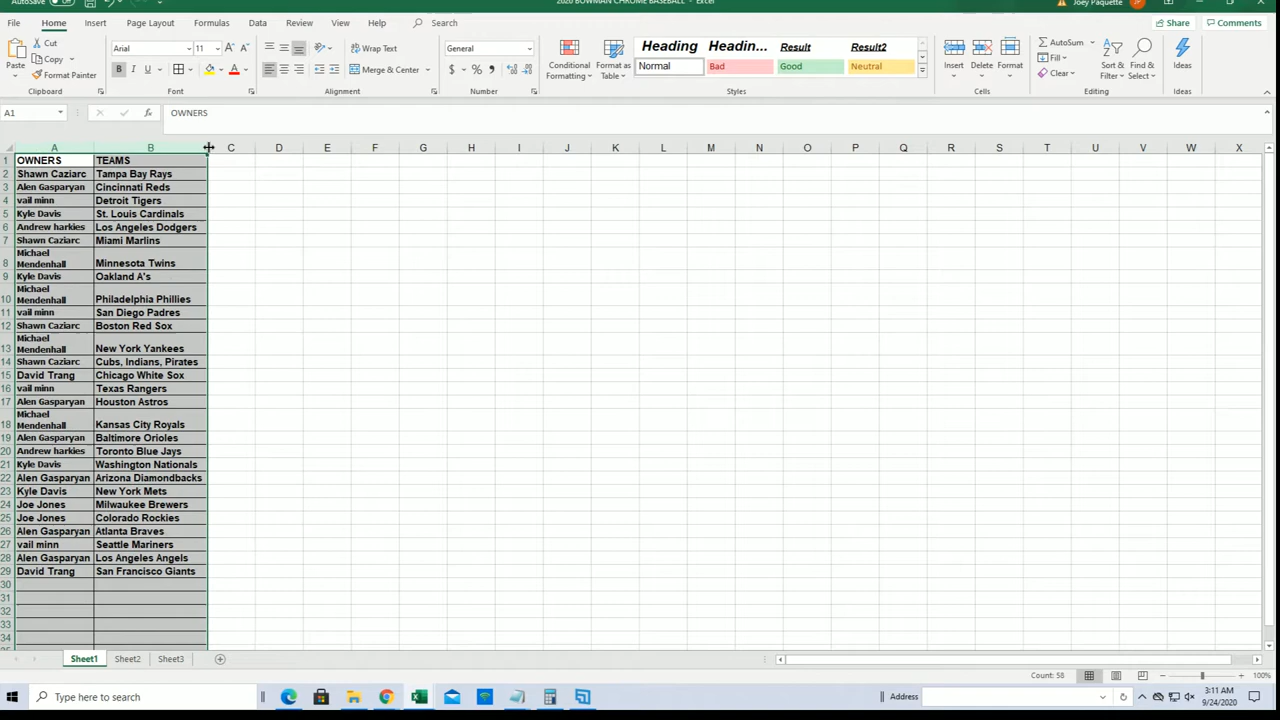 AutoSave Off 2020 BOWMAN CHROME BASEBALL - Excel Joey Paquette JP
File Home Insert Page Layout Formulas Data Review View Help Search Share Comments
Paste Cut Copy Format Painter Clipboard
Arial 11 B I U A Font
Wrap Text Merge & Center Alignment
General $ % , Number
Conditional Formatting Format as Table Heading Headin... Result Result2 Normal Bad Good Neutral Styles
Insert Delete Format Cells
AutoSum Fill Clear Sort & Filter Find & Select Editing
Ideas Ideas
A1 fx OWNERS
A B C D E F G H I J K L M N O P Q R S T U V W X
1 OWNERS TEAMS
2 Shawn Caziarc Tampa Bay Rays
3 Alen Gasparyan Cincinnati Reds
4 vail minn Detroit Tigers
5 Kyle Davis St. Louis Cardinals
6 Andrew harkies Los Angeles Dodgers
7 Shawn Caziarc Miami Marlins
8 Michael Mendenhall Minnesota Twins
9 Kyle Davis Oakland A's
10 Michael Mendenhall Philadelphia Phillies
11 vail minn San Diego Padres
12 Shawn Caziarc Boston Red Sox
13 Michael Mendenhall New York Yankees
14 Shawn Caziarc Cubs, Indians, Pirates
15 David Trang Chicago White Sox
16 vail minn Texas Rangers
17 Alen Gasparyan Houston Astros
18 Michael Mendenhall Kansas City Royals
19 Alen Gasparyan Baltimore Orioles
20 Andrew harkies Toronto Blue Jays
21 Kyle Davis Washington Nationals
22 Alen Gasparyan Arizona Diamondbacks
23 Kyle Davis New York Mets
24 Joe Jones Milwaukee Brewers
25 Joe Jones Colorado Rockies
26 Alen Gasparyan Atlanta Braves
27 vail minn Seattle Mariners
28 Alen Gasparyan Los Angeles Angels
29 David Trang San Francisco Giants
30
31
32
33
34
Sheet1 Sheet2 Sheet3
Count: 58 100%
Type here to search Address 3:11 AM
9/24/2020